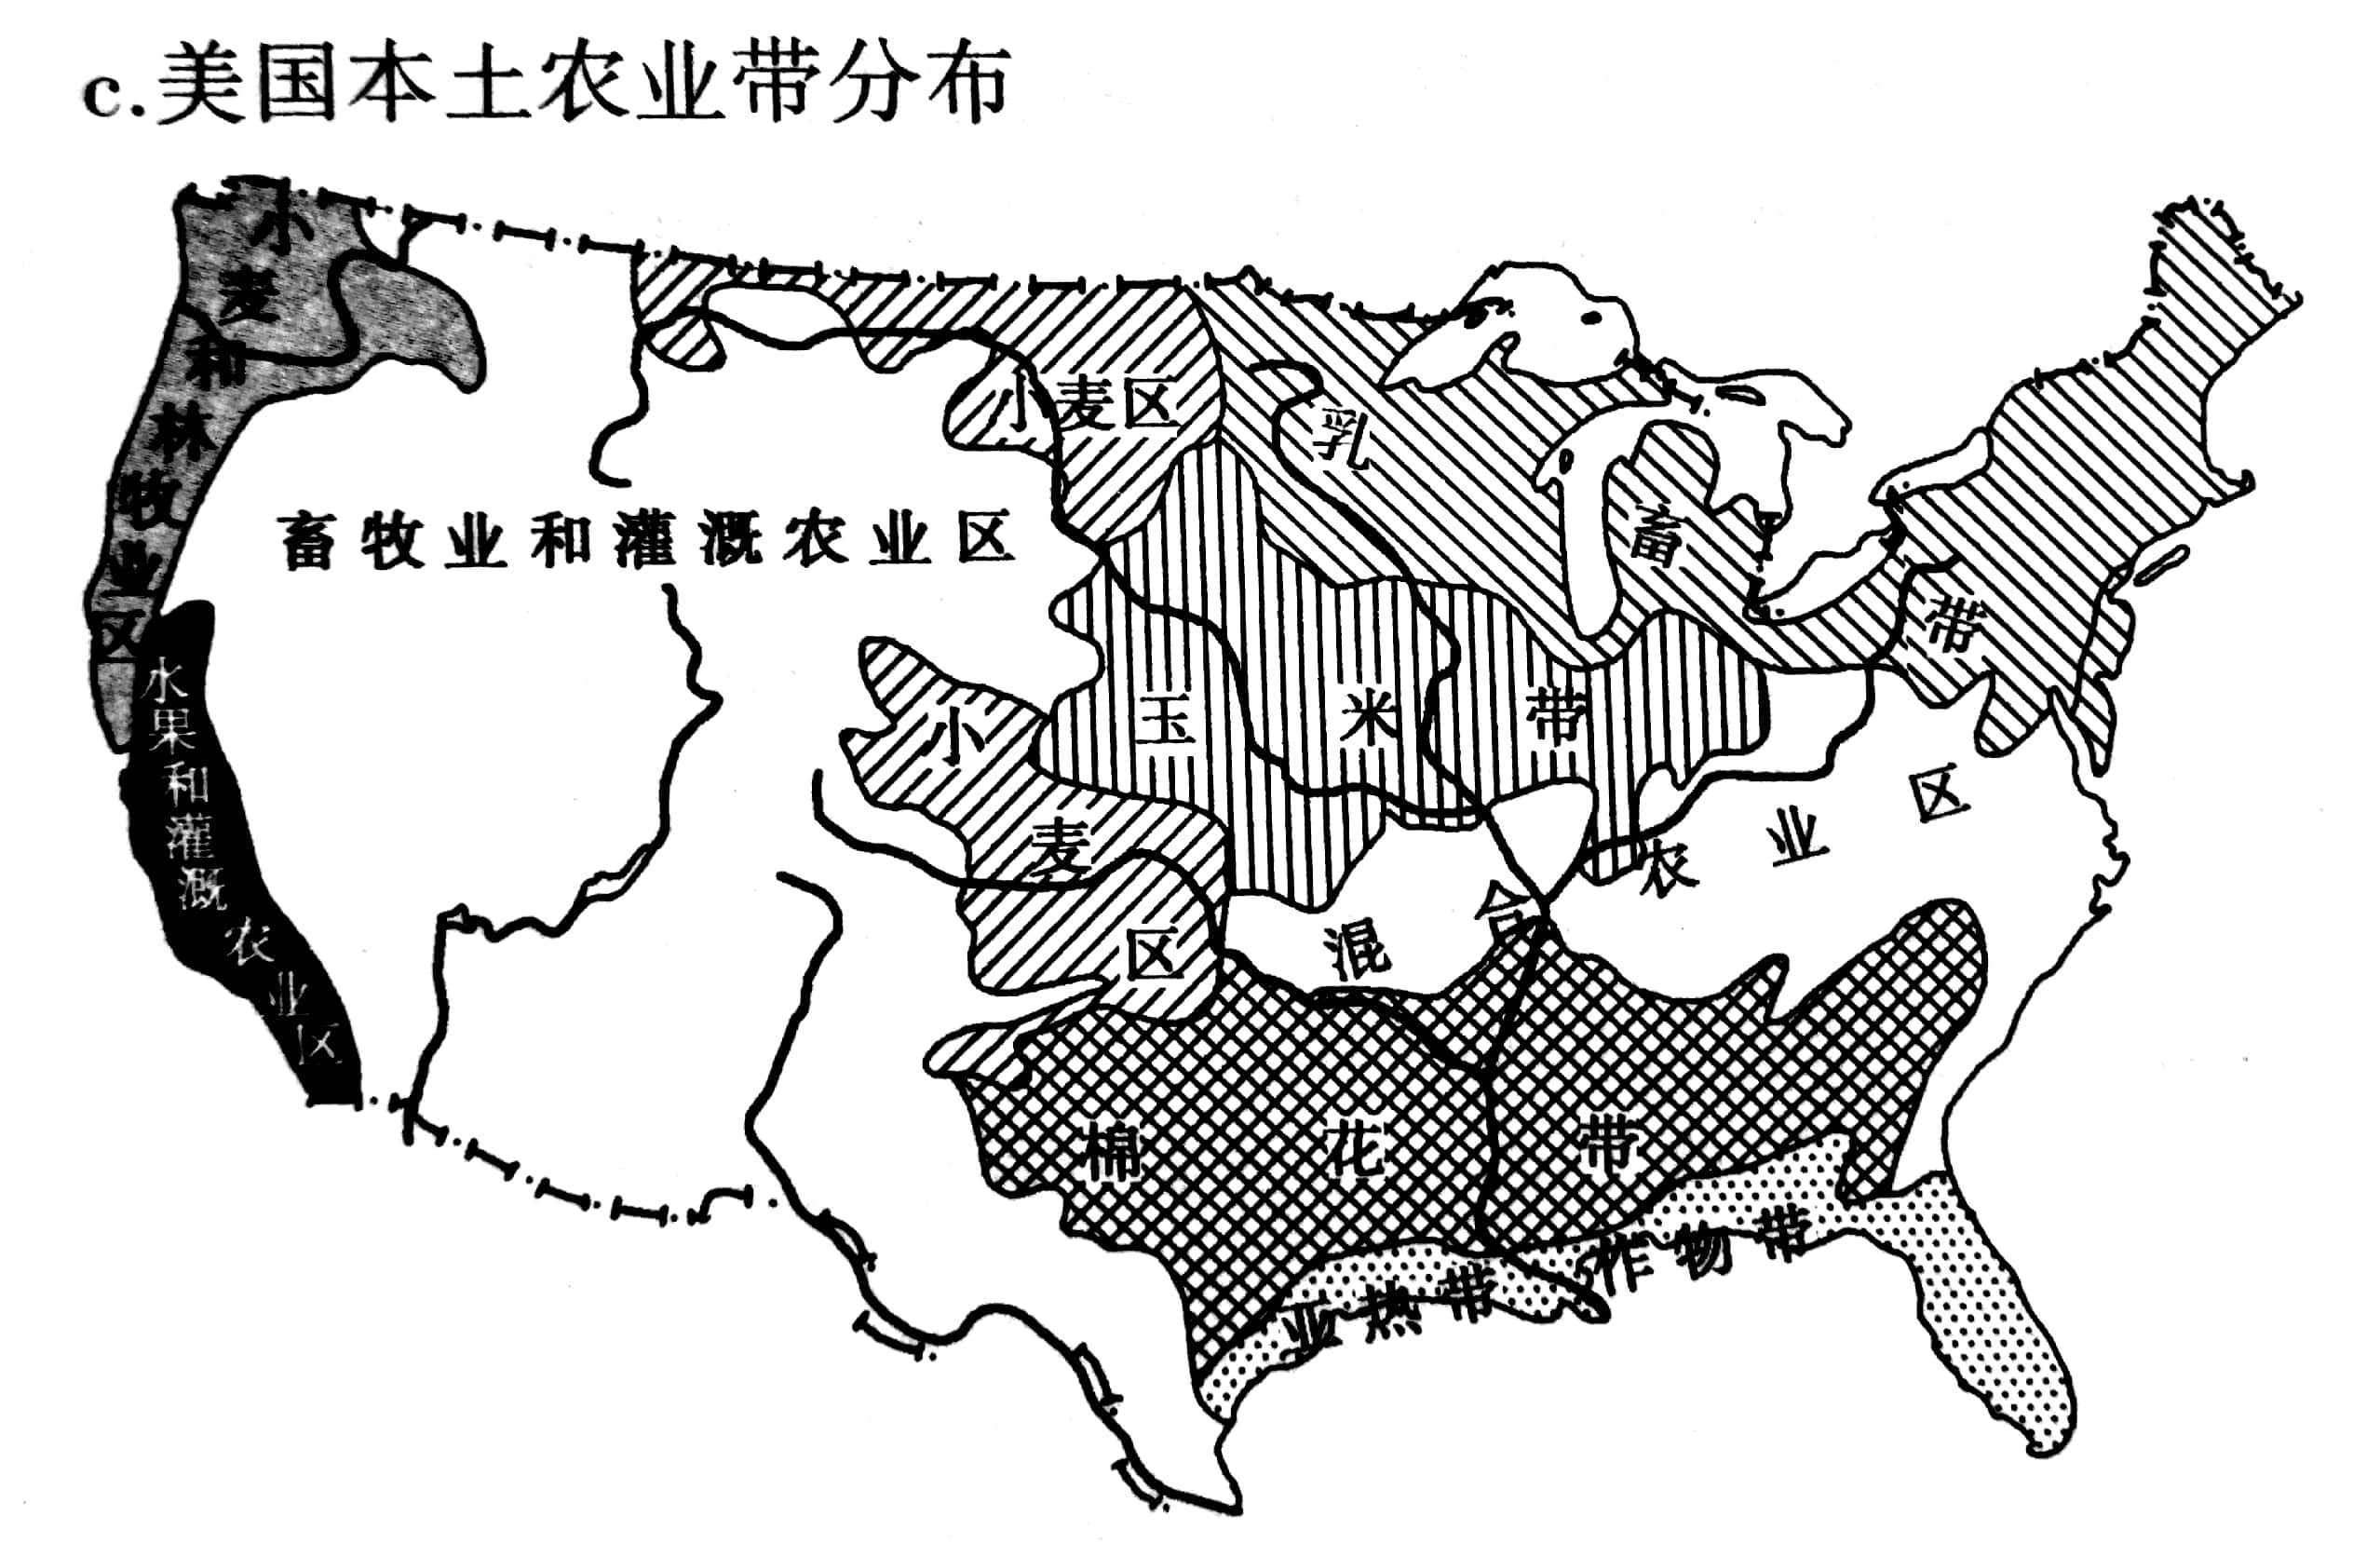 c.美国本土农业带分布
小麦和林牧业区
水果和灌溉农业区
畜牧业和灌溉农业区
小麦区
乳畜带
玉米带
小麦区
混合农业区
棉花带
亚热带作物带